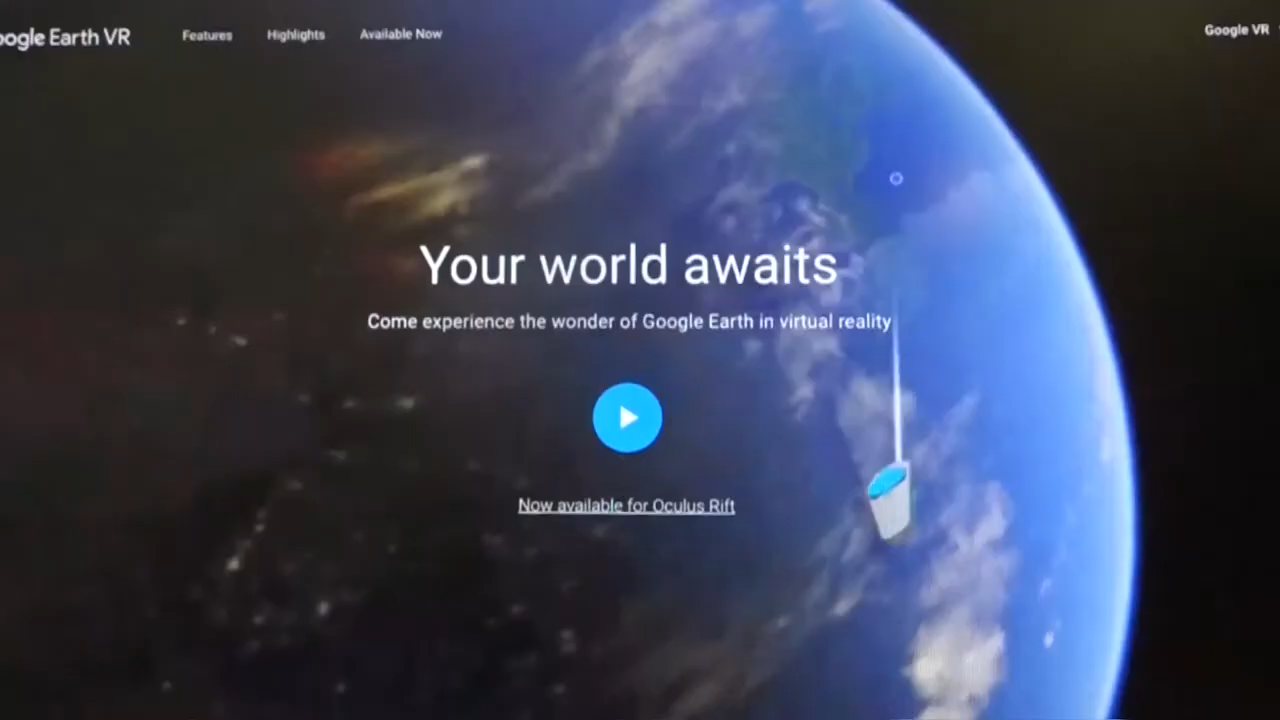 oogle Earth VR
Features
Highlights
Available Now
Google VR
Your world awaits
Come experience the wonder of Google Earth in virtual reality
Now available for Oculus Rift